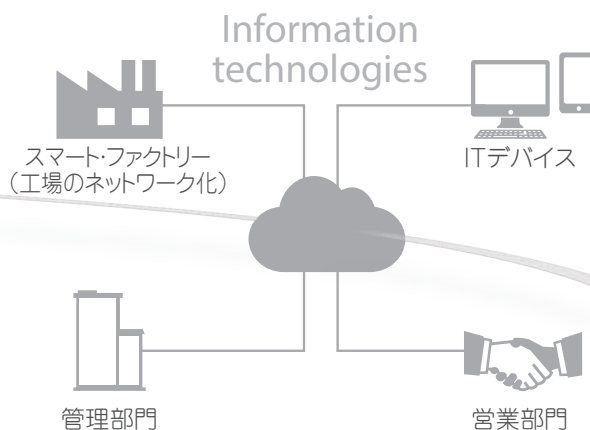 Information
technologies
スマート・ファクトリー
（工場のネットワーク化）
ITデバイス
管理部門
営業部門